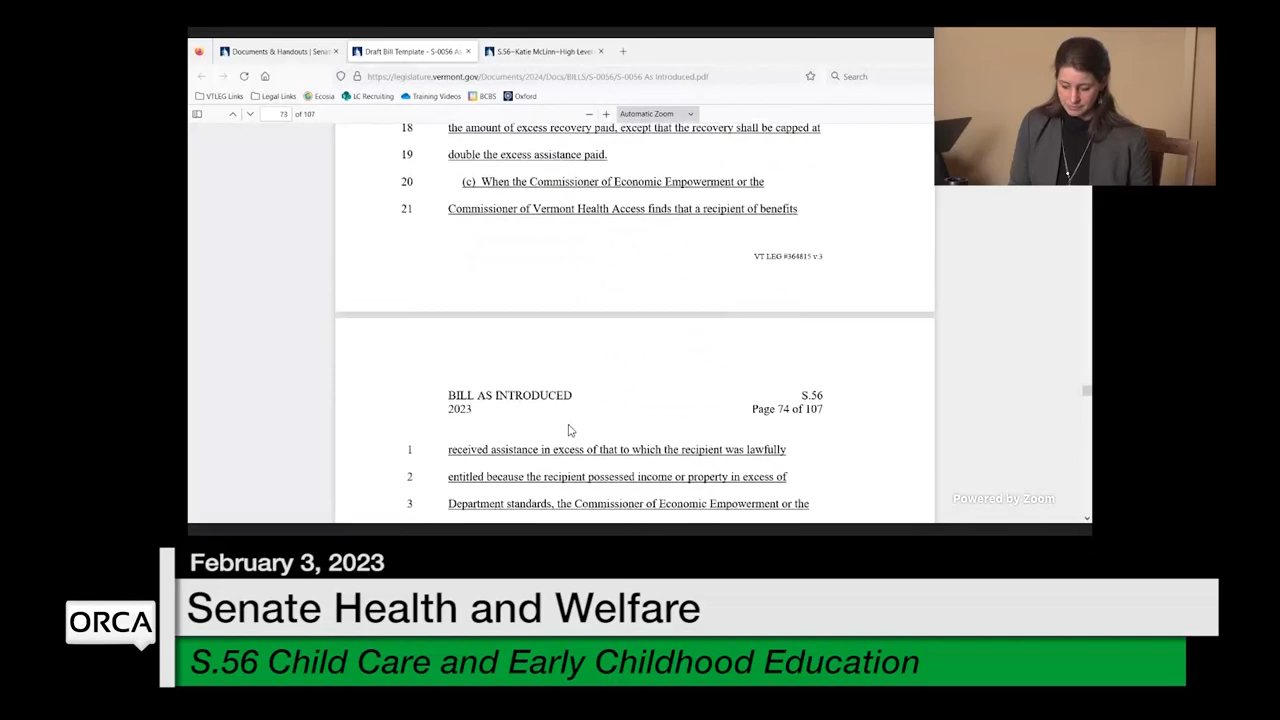 Documents & Handouts | Sena
Draft Bill Template - S-0056 As
S.56~Katie McLinn~High Level
https://legislature.vermont.gov/Documents/2024/Docs/BILLS/S-0056/S-0056 As Introduced.pdf
Search
VTLEG Links
Legal Links
Ecosia
LC Recruiting
Training Videos
BCBS
Oxford
73 of 107
Automatic Zoom
18 the amount of excess recovery paid, except that the recovery shall be capped at
19 double the excess assistance paid.
20 (c) When the Commissioner of Economic Empowerment or the
21 Commissioner of Vermont Health Access finds that a recipient of benefits
VT LEG #364815 v.3
BILL AS INTRODUCED S.56
2023 Page 74 of 107
1 received assistance in excess of that to which the recipient was lawfully
2 entitled because the recipient possessed income or property in excess of
3 Department standards, the Commissioner of Economic Empowerment or the
Powered by Zoom
February 3, 2023
ORCA
Senate Health and Welfare
S.56 Child Care and Early Childhood Education